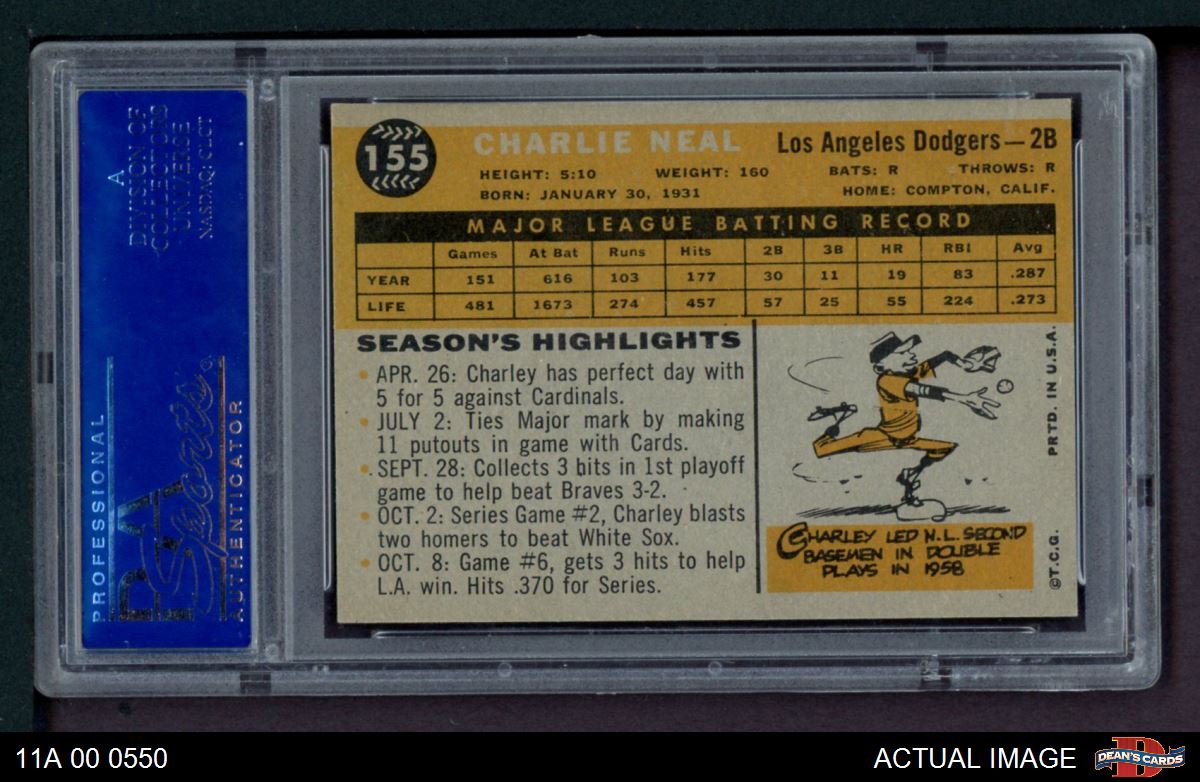 A
DIVISION OF
COLLECTORS
UNIVERSE
NASDAQ: CLCT
PROFESSIONAL
PSA
Sports
AUTHENTICATOR
155
CHARLIE NEAL
Los Angeles Dodgers—2B
HEIGHT: 5:10 WEIGHT: 160 BATS: R THROWS: R
BORN: JANUARY 30, 1931 HOME: COMPTON, CALIF.
MAJOR LEAGUE BATTING RECORD
Games At Bat Runs Hits 2B 3B HR RBI Avg
YEAR 151 616 103 177 30 11 19 83 .287
LIFE 481 1673 274 457 57 25 55 224 .273
SEASON'S HIGHLIGHTS
• APR. 26: Charley has perfect day with
5 for 5 against Cardinals.
• JULY 2: Ties Major mark by making
11 putouts in game with Cards.
• SEPT. 28: Collects 3 bits in 1st playoff
game to help beat Braves 3-2.
• OCT. 2: Series Game #2, Charley blasts
two homers to beat White Sox.
• OCT. 8: Game #6, gets 3 hits to help
L.A. win. Hits .370 for Series.
CHARLEY LED N.L. SECOND
BASEMEN IN DOUBLE
PLAYS IN 1958
©T.C.G. PRTD. IN U.S.A.
11A 00 0550
ACTUAL IMAGE
D
DEAN'S CARDS